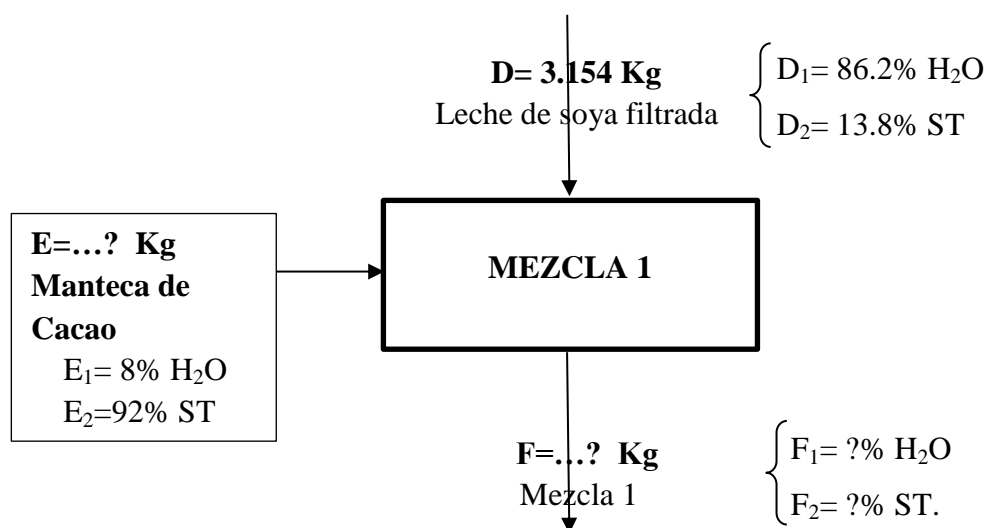 D= 3.154 Kg
Leche de soya filtrada
D₁= 86.2% H₂O
D₂= 13.8% ST
E=…? Kg
Manteca de
Cacao
E₁= 8% H₂O
E₂=92% ST
MEZCLA 1
F=…? Kg
Mezcla 1
F₁= ?% H₂O
F₂= ?% ST.